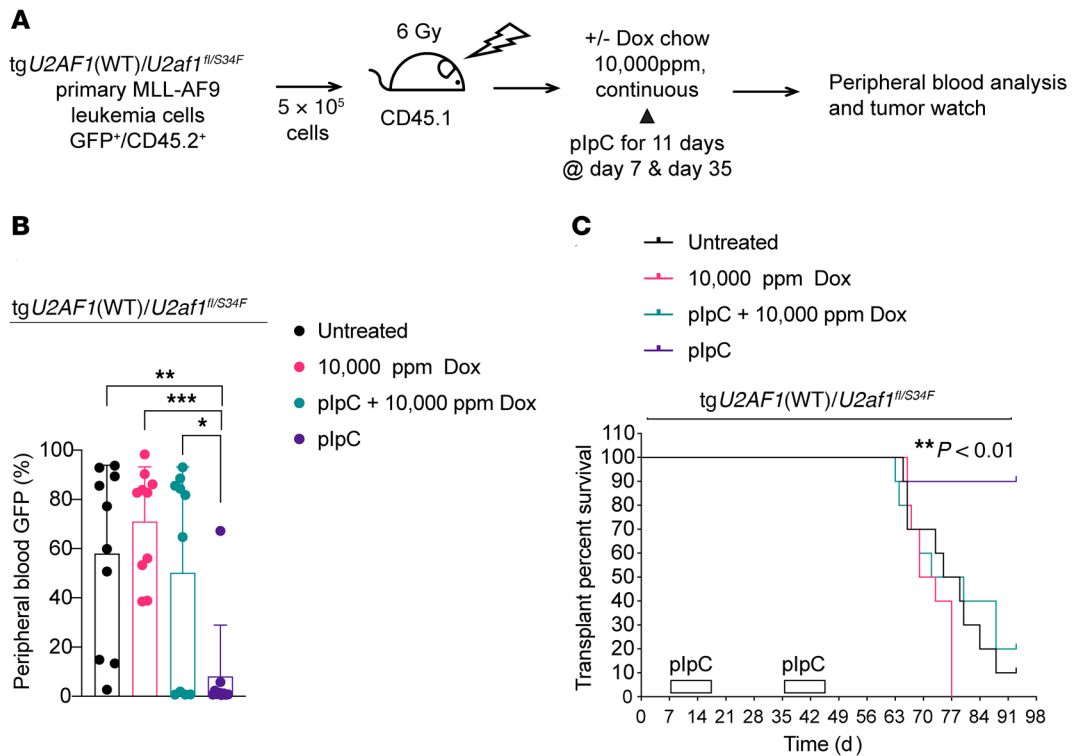 A
tgU2AF1(WT)/U2af1fl/S34F
primary MLL-AF9
leukemia cells
GFP+/CD45.2+
5 × 10⁵
cells
6 Gy
CD45.1
+/- Dox chow
10,000ppm,
continuous
pIpC for 11 days
@ day 7 & day 35
Peripheral blood analysis
and tumor watch
B
tgU2AF1(WT)/U2af1fl/S34F
Untreated
10,000 ppm Dox
pIpC + 10,000 ppm Dox
pIpC
**
***
*
Peripheral blood GFP (%)
100
80
60
40
20
0
C
Untreated
10,000 ppm Dox
pIpC + 10,000 ppm Dox
pIpC
tgU2AF1(WT)/U2af1fl/S34F
**P < 0.01
Transplant percent survival
110
100
90
80
70
60
50
40
30
20
10
0
pIpC pIpC
0 7 14 21 28 35 42 49 56 63 70 77 84 91 98
Time (d)